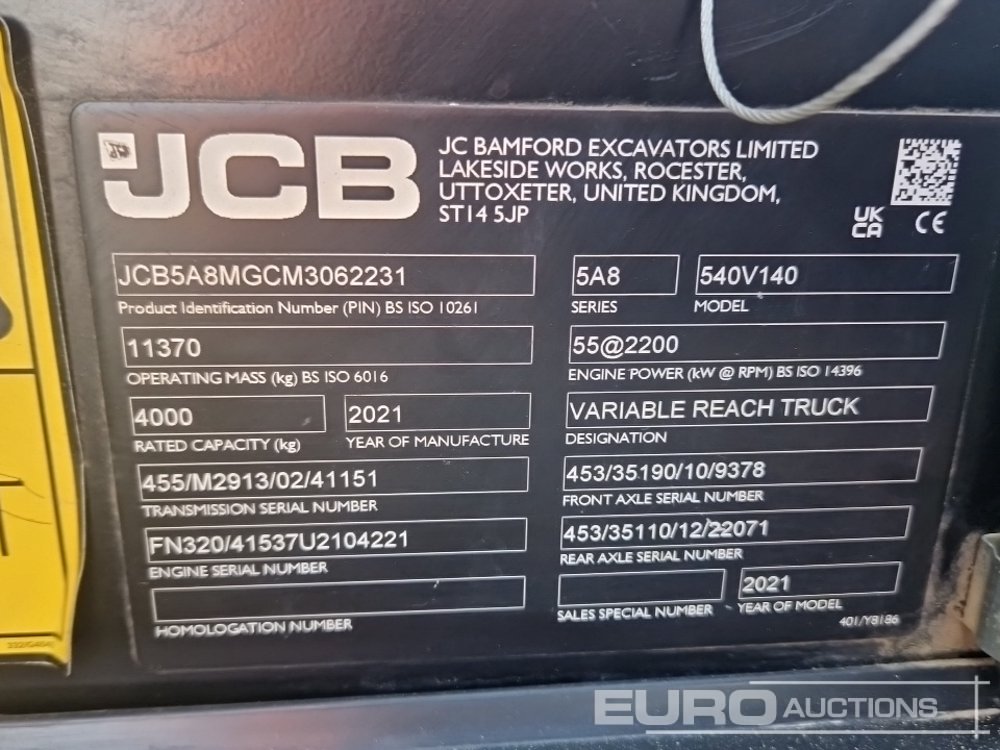 JCB
JC BAMFORD EXCAVATORS LIMITED
LAKESIDE WORKS, ROCESTER,
UTTOXETER, UNITED KINGDOM,
ST14 5JP
UK
CA
CE
JCB5A8MGCM3062231
Product Identification Number (PIN) BS ISO 10261
5A8
SERIES
540V140
MODEL
11370
OPERATING MASS (kg) BS ISO 6016
55@2200
ENGINE POWER (kW @ RPM) BS ISO 14396
4000
RATED CAPACITY (kg)
2021
YEAR OF MANUFACTURE
VARIABLE REACH TRUCK
DESIGNATION
455/M2913/02/41151
TRANSMISSION SERIAL NUMBER
453/35190/10/9378
FRONT AXLE SERIAL NUMBER
FN320/41537U2104221
ENGINE SERIAL NUMBER
453/35110/12/22071
REAR AXLE SERIAL NUMBER
HOMOLOGATION NUMBER
SALES SPECIAL NUMBER
2021
YEAR OF MODEL
401/Y8186
EURO AUCTIONS